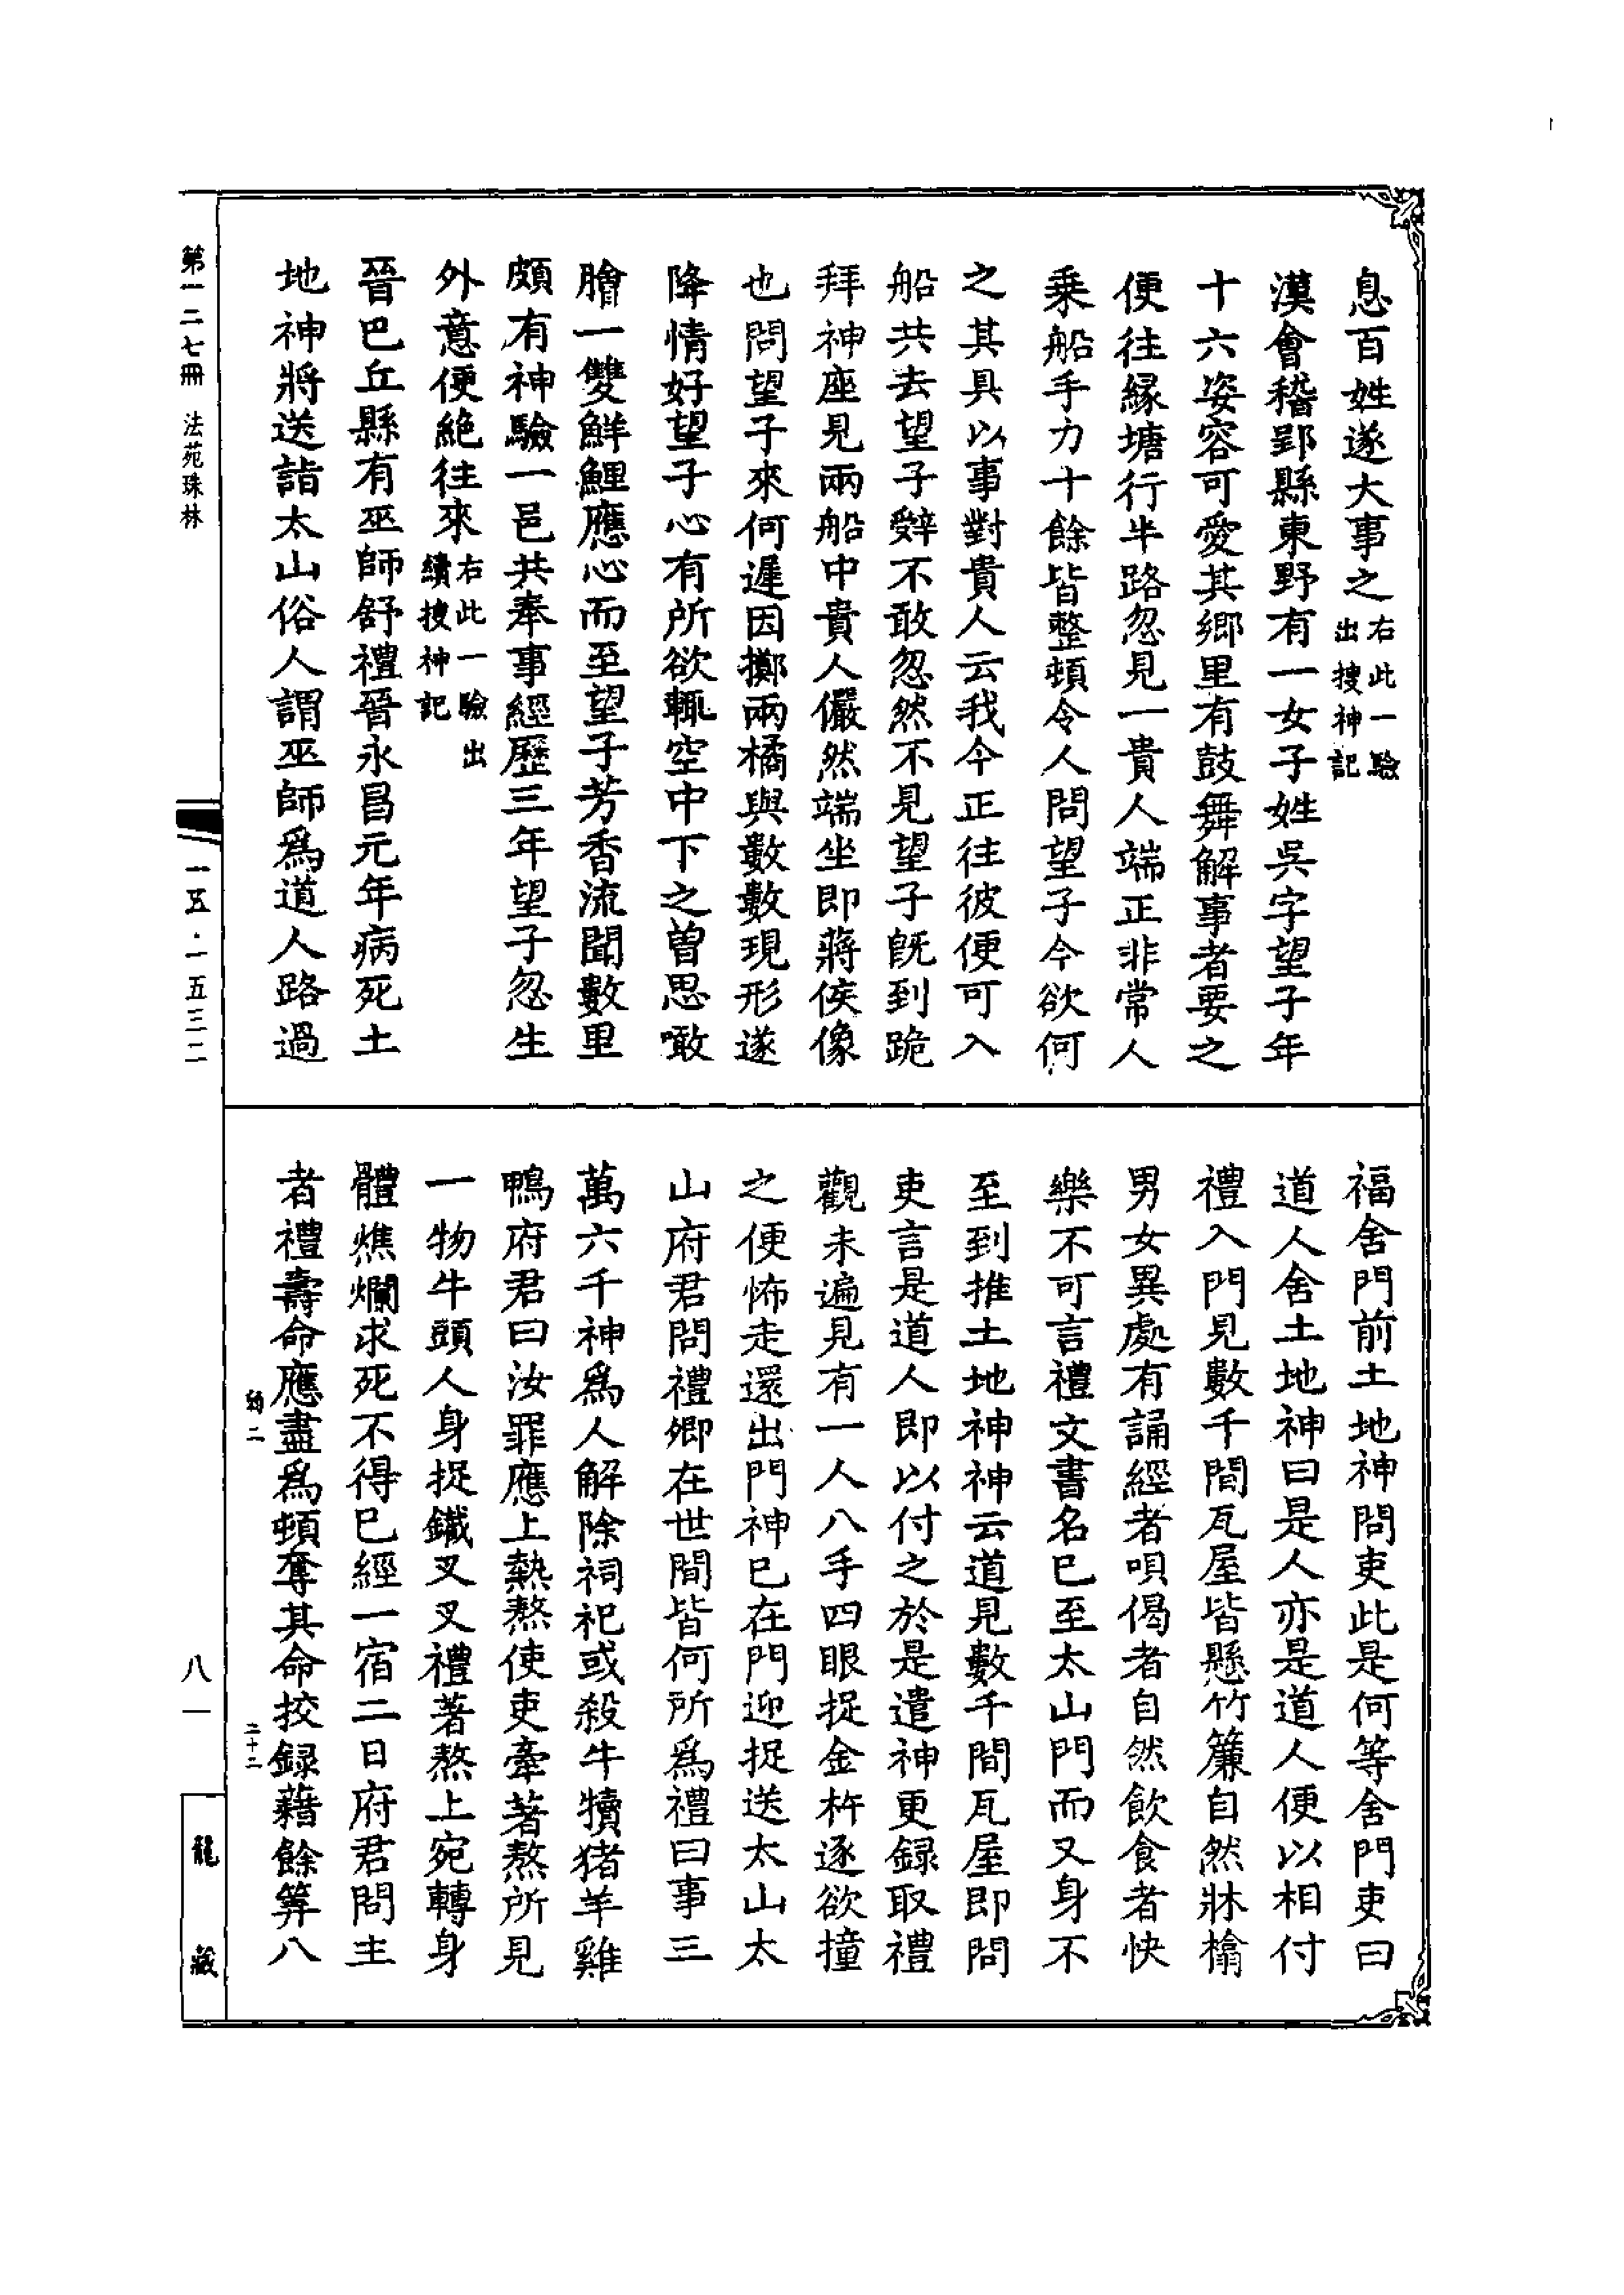 息百姓遂大事之右此一驗出搜神記
漢會稽鄞縣東野有一女子姓吳字望子年
十六姿容可愛其鄉里有鼓舞解事者要之
便往緣塘行半路忽見一貴人端正非常人
乗船手力十餘皆整頓令人問望子今欲何
之其具以事對貴人云我今正往彼便可入
船共去望子辤不敢忽然不見望子旣到跪
拜神座見兩船中貴人儼然端坐即蔣侯像
也問望子來何遲因擲兩橘與數數現形遂
降情好望子心有所欲輒空中下之曽思噉
膾一雙鮮鯉應心而至望子芳香流聞數里
頗有神驗一邑共奉事經歷三年望子忽生
外意便絶往來右此一驗出續搜神記
晉巴丘縣有巫師舒禮晉永昌元年病死土
地神將送詣太山俗人謂巫師爲道人路過
福舍門前土地神問吏此是何等舍門吏曰
道人舍土地神曰是人亦是道人便以相付
禮入門見數千間瓦屋皆懸竹簾自然牀榻
男女異處有誦經者唄偈者自然飲食者快
樂不可言禮文書名巳至太山門而又身不
至到推土地神神云道見數千間瓦屋即問
吏言是道人即以付之於是遣神更録取禮
觀未遍見有一人八手四眼捉金杵逐欲撞
之便怖走還出門神巳在門迎捉送太山太
山府君問禮卿在世間皆何所爲禮曰事三
萬六千神爲人解除祠祀或殺牛犢猪羊雞
鴨府君曰汝罪應上熱熬使吏牽著熬所見
一物牛頭人身捉鐵叉叉禮著熬上宛轉身
體燋爛求死不得巳經一宿二日府君問主
者禮壽命應盡爲頓奪其命挍録藉餘筭八
第一二七冊 法苑珠林
一五·一五三二
八一
龍藏
二十二